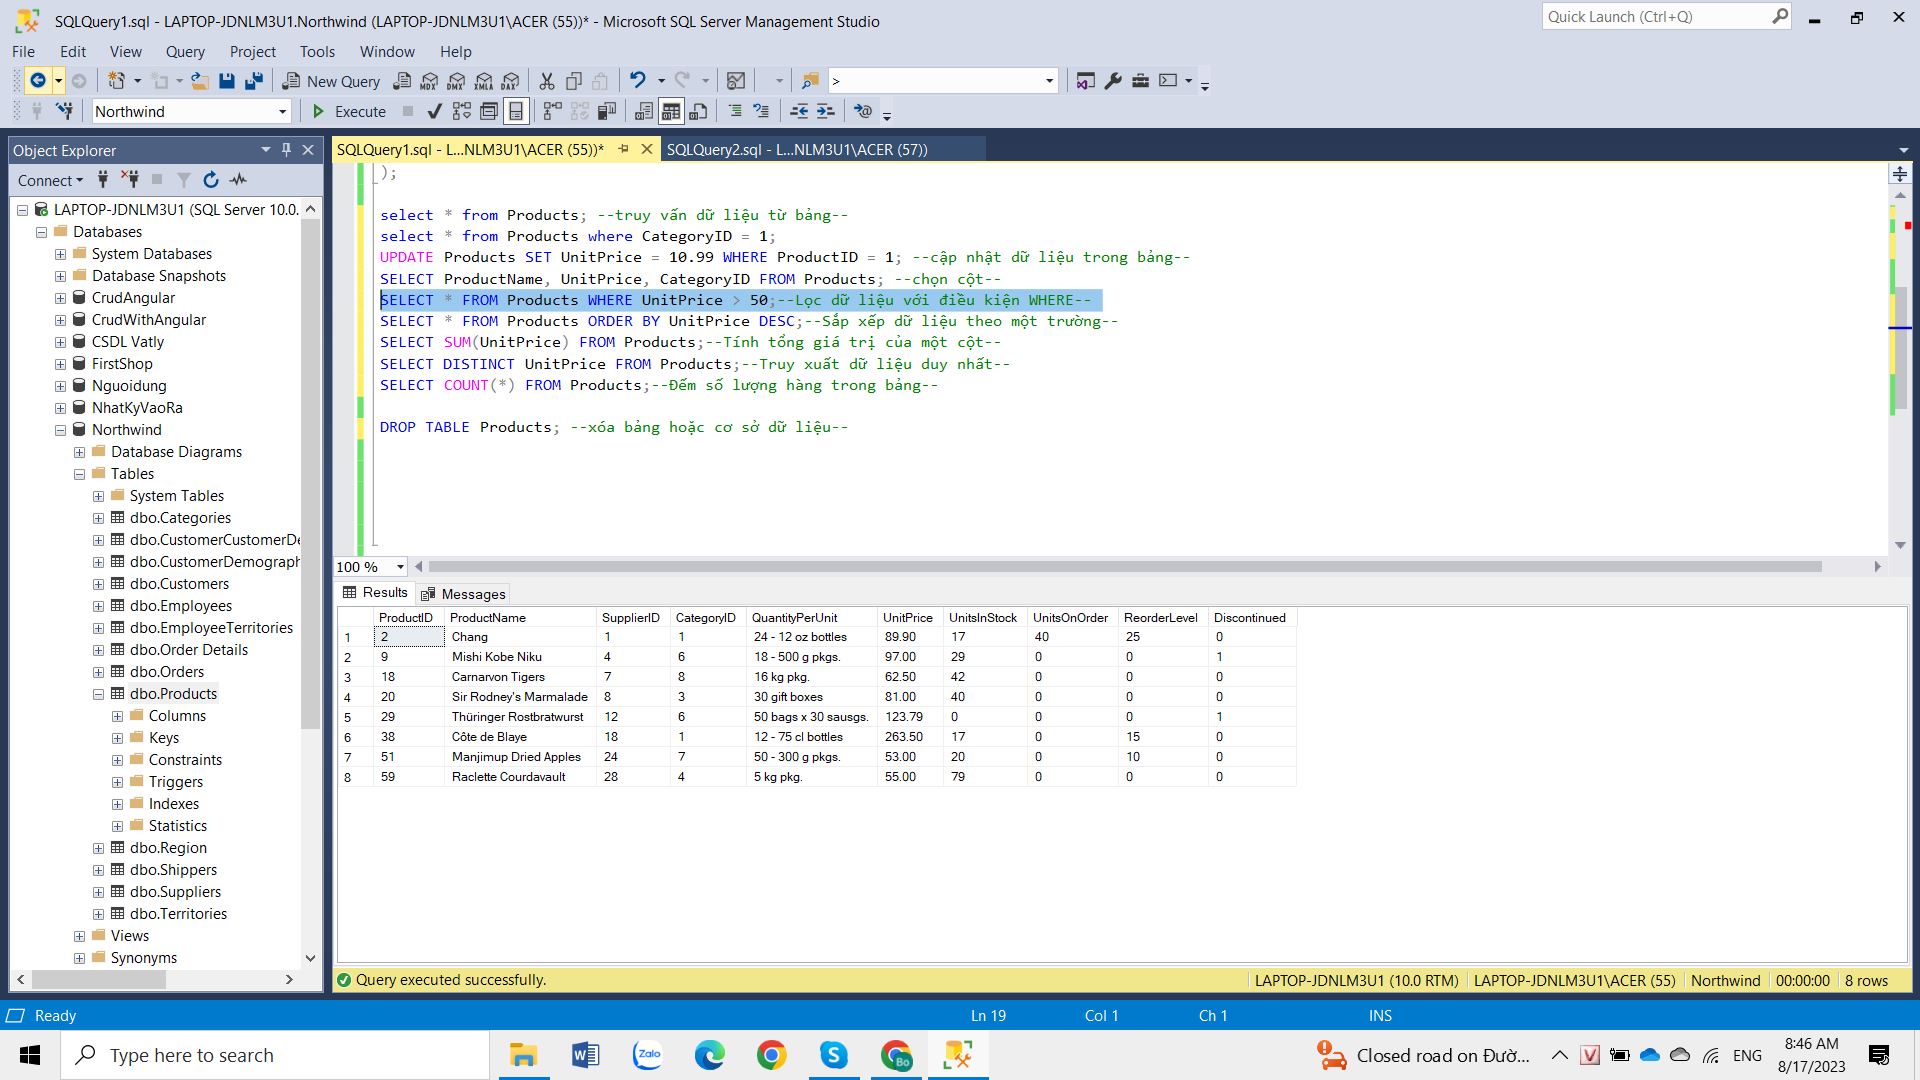 SQLQuery1.sql - LAPTOP-JDNLM3U1.Northwind (LAPTOP-JDNLM3U1\ACER (55))* - Microsoft SQL Server Management Studio
Quick Launch (Ctrl+Q)
File Edit View Query Project Tools Window Help
New Query MDX DMX XMLA DAX >
Northwind Execute
Object Explorer
Connect
LAPTOP-JDNLM3U1 (SQL Server 10.0.
Databases
System Databases
Database Snapshots
CrudAngular
CrudWithAngular
CSDL Vatly
FirstShop
Nguoidung
NhatKyVaoRa
Northwind
Database Diagrams
Tables
System Tables
dbo.Categories
dbo.CustomerCustomerDe
dbo.CustomerDemograph
dbo.Customers
dbo.Employees
dbo.EmployeeTerritories
dbo.Order Details
dbo.Orders
dbo.Products
Columns
Keys
Constraints
Triggers
Indexes
Statistics
dbo.Region
dbo.Shippers
dbo.Suppliers
dbo.Territories
Views
Synonyms
SQLQuery1.sql - L...NLM3U1\ACER (55))* SQLQuery2.sql - L...NLM3U1\ACER (57))
);
select * from Products; --truy vấn dữ liệu từ bảng--
select * from Products where CategoryID = 1;
UPDATE Products SET UnitPrice = 10.99 WHERE ProductID = 1; --cập nhật dữ liệu trong bảng--
SELECT ProductName, UnitPrice, CategoryID FROM Products; --chọn cột--
SELECT * FROM Products WHERE UnitPrice > 50;--Lọc dữ liệu với điều kiện WHERE--
SELECT * FROM Products ORDER BY UnitPrice DESC;--Sắp xếp dữ liệu theo một trường--
SELECT SUM(UnitPrice) FROM Products;--Tính tổng giá trị của một cột--
SELECT DISTINCT UnitPrice FROM Products;--Truy xuất dữ liệu duy nhất--
SELECT COUNT(*) FROM Products;--Đếm số lượng hàng trong bảng--
DROP TABLE Products; --xóa bảng hoặc cơ sở dữ liệu--
100 %
Results Messages
ProductID ProductName SupplierID CategoryID QuantityPerUnit UnitPrice UnitsInStock UnitsOnOrder ReorderLevel Discontinued
1 2 Chang 1 1 24 - 12 oz bottles 89.90 17 40 25 0
2 9 Mishi Kobe Niku 4 6 18 - 500 g pkgs. 97.00 29 0 0 1
3 18 Carnarvon Tigers 7 8 16 kg pkg. 62.50 42 0 0 0
4 20 Sir Rodney's Marmalade 8 3 30 gift boxes 81.00 40 0 0 0
5 29 Thüringer Rostbratwurst 12 6 50 bags x 30 sausgs. 123.79 0 0 0 1
6 38 Côte de Blaye 18 1 12 - 75 cl bottles 263.50 17 0 15 0
7 51 Manjimup Dried Apples 24 7 50 - 300 g pkgs. 53.00 20 0 10 0
8 59 Raclette Courdavault 28 4 5 kg pkg. 55.00 79 0 0 0
Query executed successfully. LAPTOP-JDNLM3U1 (10.0 RTM) LAPTOP-JDNLM3U1\ACER (55) Northwind 00:00:00 8 rows
Ready Ln 19 Col 1 Ch 1 INS
Type here to search Zalo Bo Closed road on Đườ... ENG 8:46 AM
8/17/2023